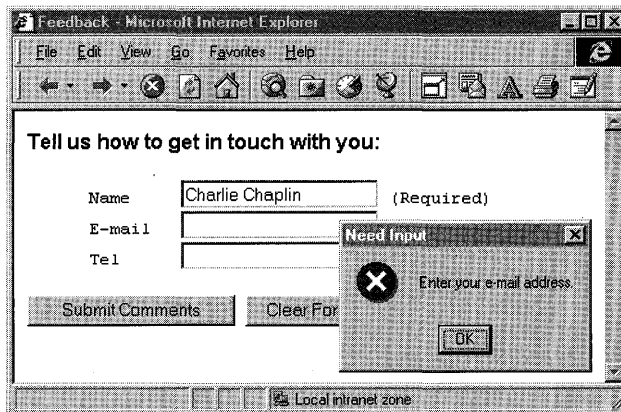 Feedback - Microsoft Internet Explorer
File Edit View Go Favorites Help
Tell us how to get in touch with you:
Name Charlie Chaplin (Required)
E-mail
Tel
Need Input
Enter your e-mail address.
OK
Submit Comments Clear For
Local intranet zone